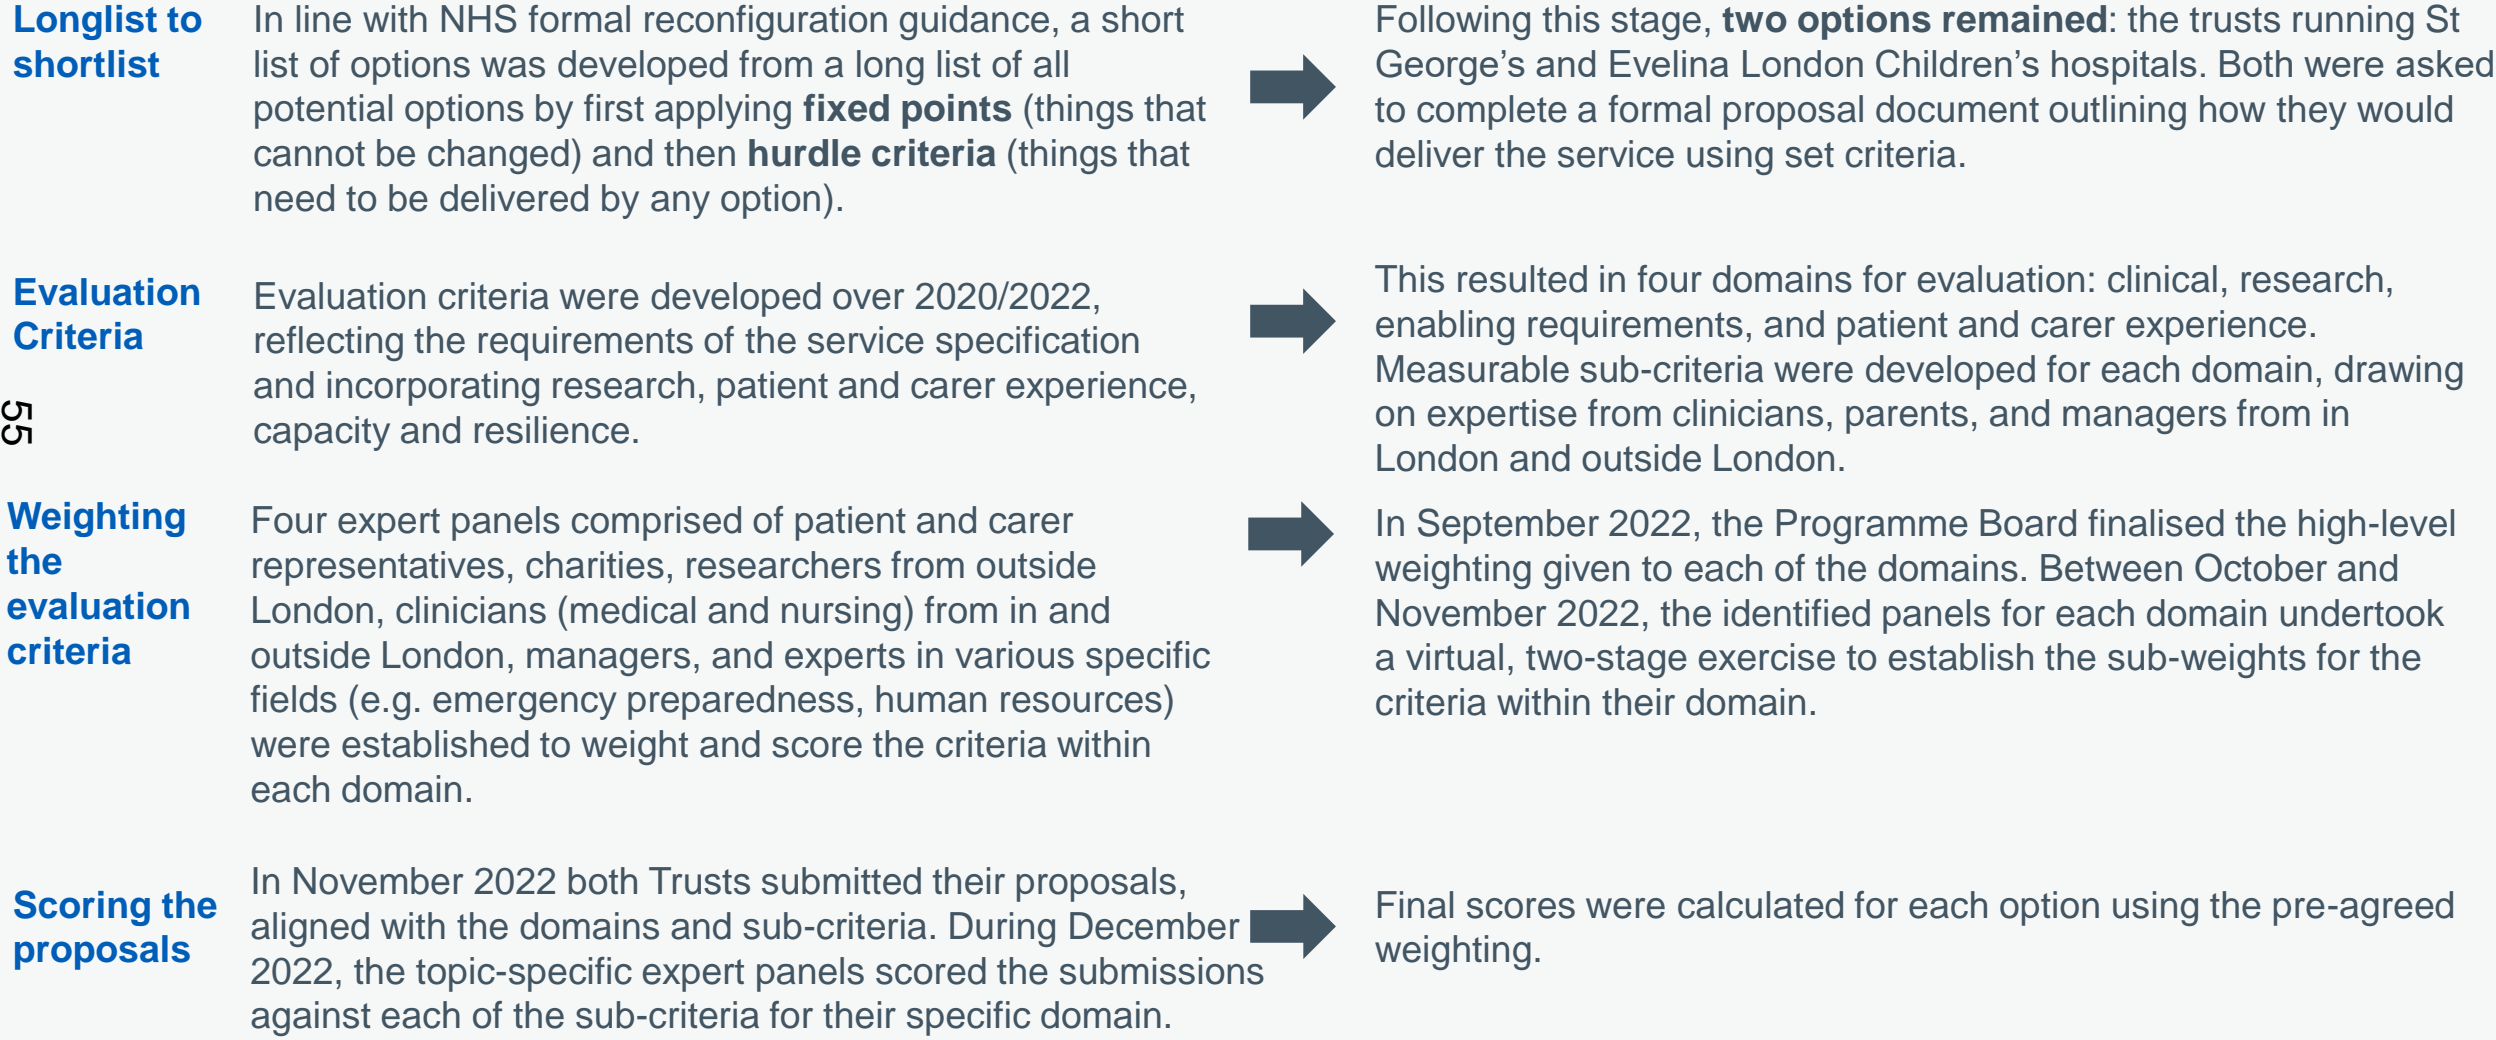 Longlist to
shortlist
In line with NHS formal reconfiguration guidance, a short
list of options was developed from a long list of all
potential options by first applying fixed points (things that
cannot be changed) and then hurdle criteria (things that
need to be delivered by any option).
Following this stage, two options remained: the trusts running St
George's and Evelina London Children's hospitals. Both were asked
to complete a formal proposal document outlining how they would
deliver the service using set criteria.
Evaluation
Criteria
Evaluation criteria were developed over 2020/2022,
reflecting the requirements of the service specification
and incorporating research, patient and carer experience,
capacity and resilience.
This resulted in four domains for evaluation: clinical, research,
enabling requirements, and patient and carer experience.
Measurable sub-criteria were developed for each domain, drawing
on expertise from clinicians, parents, and managers from in
London and outside London.
55
Weighting
the
evaluation
criteria
Four expert panels comprised of patient and carer
representatives, charities, researchers from outside
London, clinicians (medical and nursing) from in and
outside London, managers, and experts in various specific
fields (e.g. emergency preparedness, human resources)
were established to weight and score the criteria within
each domain.
In September 2022, the Programme Board finalised the high-level
weighting given to each of the domains. Between October and
November 2022, the identified panels for each domain undertook
a virtual, two-stage exercise to establish the sub-weights for the
criteria within their domain.
Scoring the
proposals
In November 2022 both Trusts submitted their proposals,
aligned with the domains and sub-criteria. During December
2022, the topic-specific expert panels scored the submissions
against each of the sub-criteria for their specific domain.
Final scores were calculated for each option using the pre-agreed
weighting.